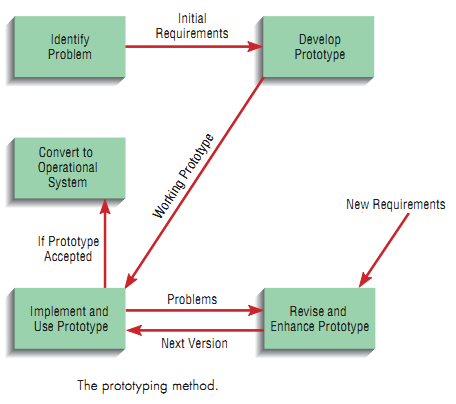 Identify
Problem
Initial
Requirements
Develop
Prototype
Working Prototype
Convert to
Operational
System
New Requirements
If Prototype
Accepted
Implement and
Use Prototype
Problems
Next Version
Revise and
Enhance Prototype
The prototyping method.